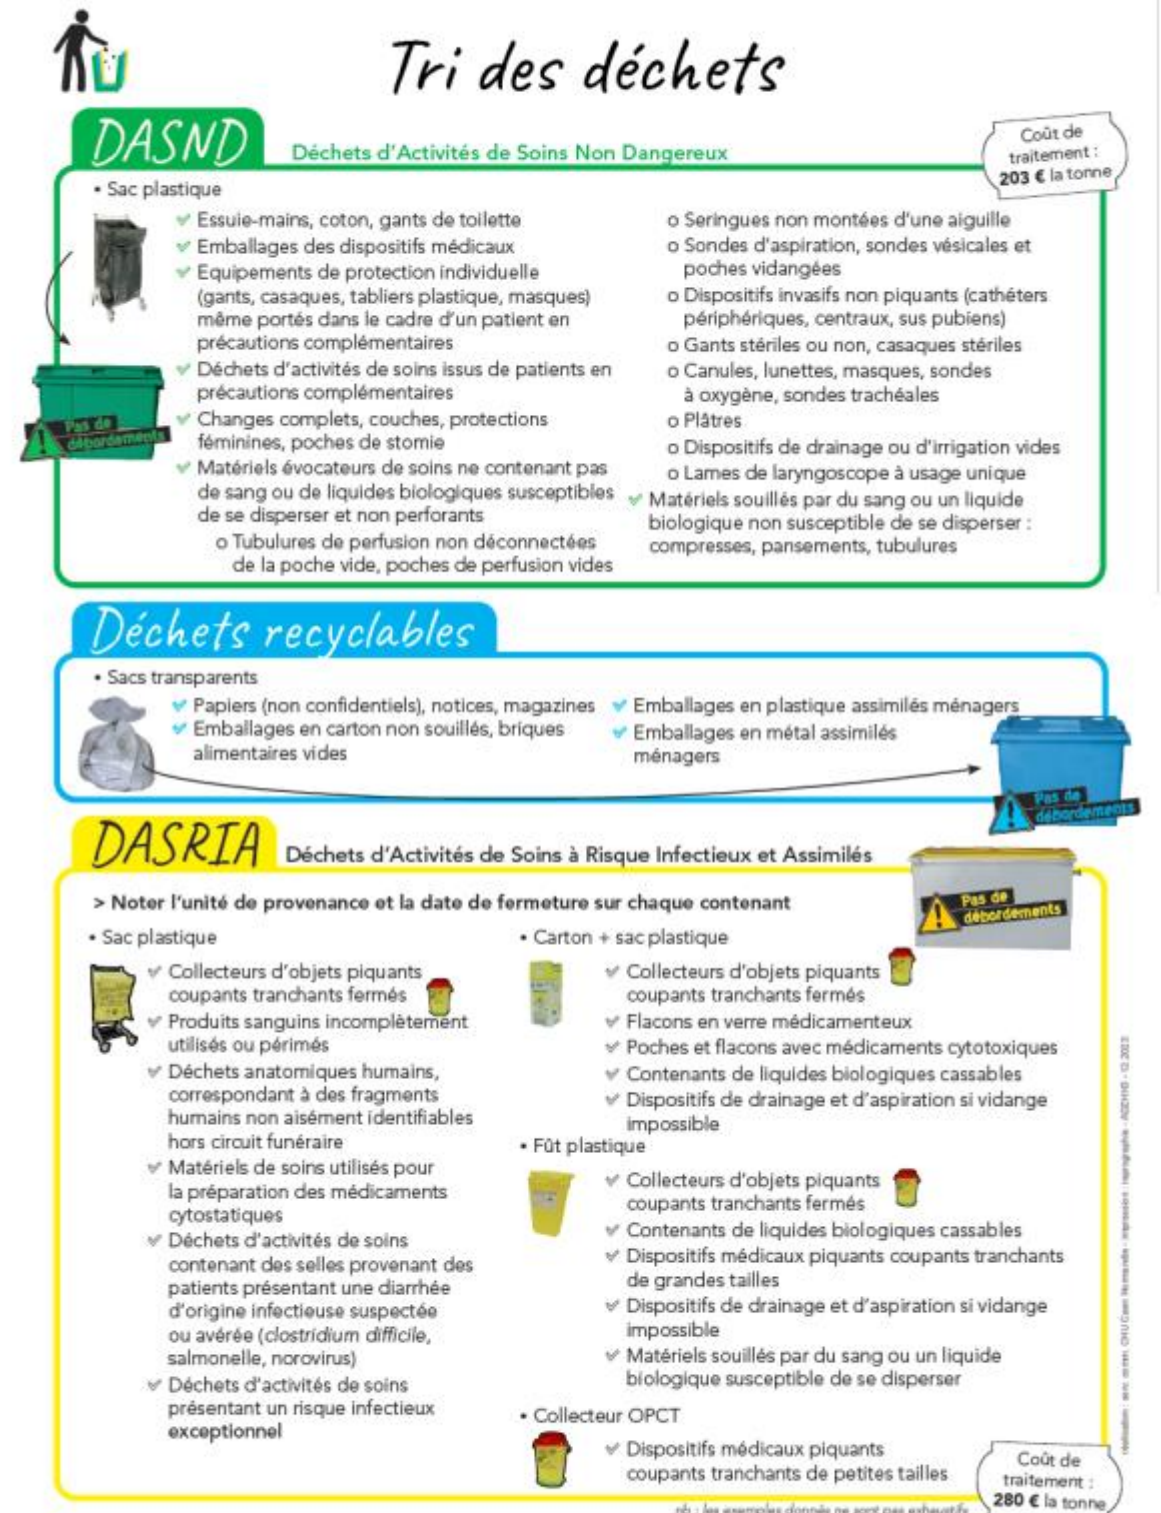 Tri des déchets
DASND
Déchets d'Activités de Soins Non Dangereux
Coût de
traitement :
203 € la tonne
• Sac plastique
Essuie-mains, coton, gants de toilette
Emballages des dispositifs médicaux
Equipements de protection individuelle
(gants, casaques, tabliers plastique, masques)
même portés dans le cadre d'un patient en
précautions complémentaires
Déchets d'activités de soins issus de patients en
précautions complémentaires
Changes complets, couches, protections
féminines, poches de stomie
Matériels évocateurs de soins ne contenant pas
de sang ou de liquides biologiques susceptibles
de se disperser et non perforants
o Tubulures de perfusion non déconnectées
de la poche vide, poches de perfusion vides
o Seringues non montées d'une aiguille
o Sondes d'aspiration, sondes vésicales et
poches vidangées
o Dispositifs invasifs non piquants (cathéters
périphériques, centraux, sus pubiens)
o Gants stériles ou non, casaques stériles
o Canules, lunettes, masques, sondes
à oxygène, sondes trachéales
o Plâtres
o Dispositifs de drainage ou d'irrigation vides
o Lames de laryngoscope à usage unique
Matériels souillés par du sang ou un liquide
biologique non susceptible de se disperser :
compresses, pansements, tubulures
Pas de
débordements
Déchets recyclables
• Sacs transparents
Papiers (non confidentiels), notices, magazines
Emballages en carton non souillés, briques
alimentaires vides
Emballages en plastique assimilés ménagers
Emballages en métal assimilés
ménagers
Pas de
débordements
DASRIA
Déchets d'Activités de Soins à Risque Infectieux et Assimilés
Pas de
débordements
> Noter l'unité de provenance et la date de fermeture sur chaque contenant
• Sac plastique
Collecteurs d'objets piquants
coupants tranchants fermés
Produits sanguins incomplètement
utilisés ou périmés
Déchets anatomiques humains,
correspondant à des fragments
humains non aisément identifiables
hors circuit funéraire
Matériels de soins utilisés pour
la préparation des médicaments
cytostatiques
Déchets d'activités de soins
contenant des selles provenant des
patients présentant une diarrhée
d'origine infectieuse suspectée
ou avérée (clostridium difficile,
salmonelle, norovirus)
Déchets d'activités de soins
présentant un risque infectieux
exceptionnel
• Carton + sac plastique
Collecteurs d'objets piquants
coupants tranchants fermés
Flacons en verre médicamenteux
Poches et flacons avec médicaments cytotoxiques
Contenants de liquides biologiques cassables
Dispositifs de drainage et d'aspiration si vidange
impossible
• Fût plastique
Collecteurs d'objets piquants
coupants tranchants fermés
Contenants de liquides biologiques cassables
Dispositifs médicaux piquants coupants tranchants
de grandes tailles
Dispositifs de drainage et d'aspiration si vidange
impossible
Matériels souillés par du sang ou un liquide
biologique susceptible de se disperser
• Collecteur OPCT
Dispositifs médicaux piquants
coupants tranchants de petites tailles
Coût de
traitement :
280 € la tonne
nb : les exemples donnés ne sont pas exhaustifs